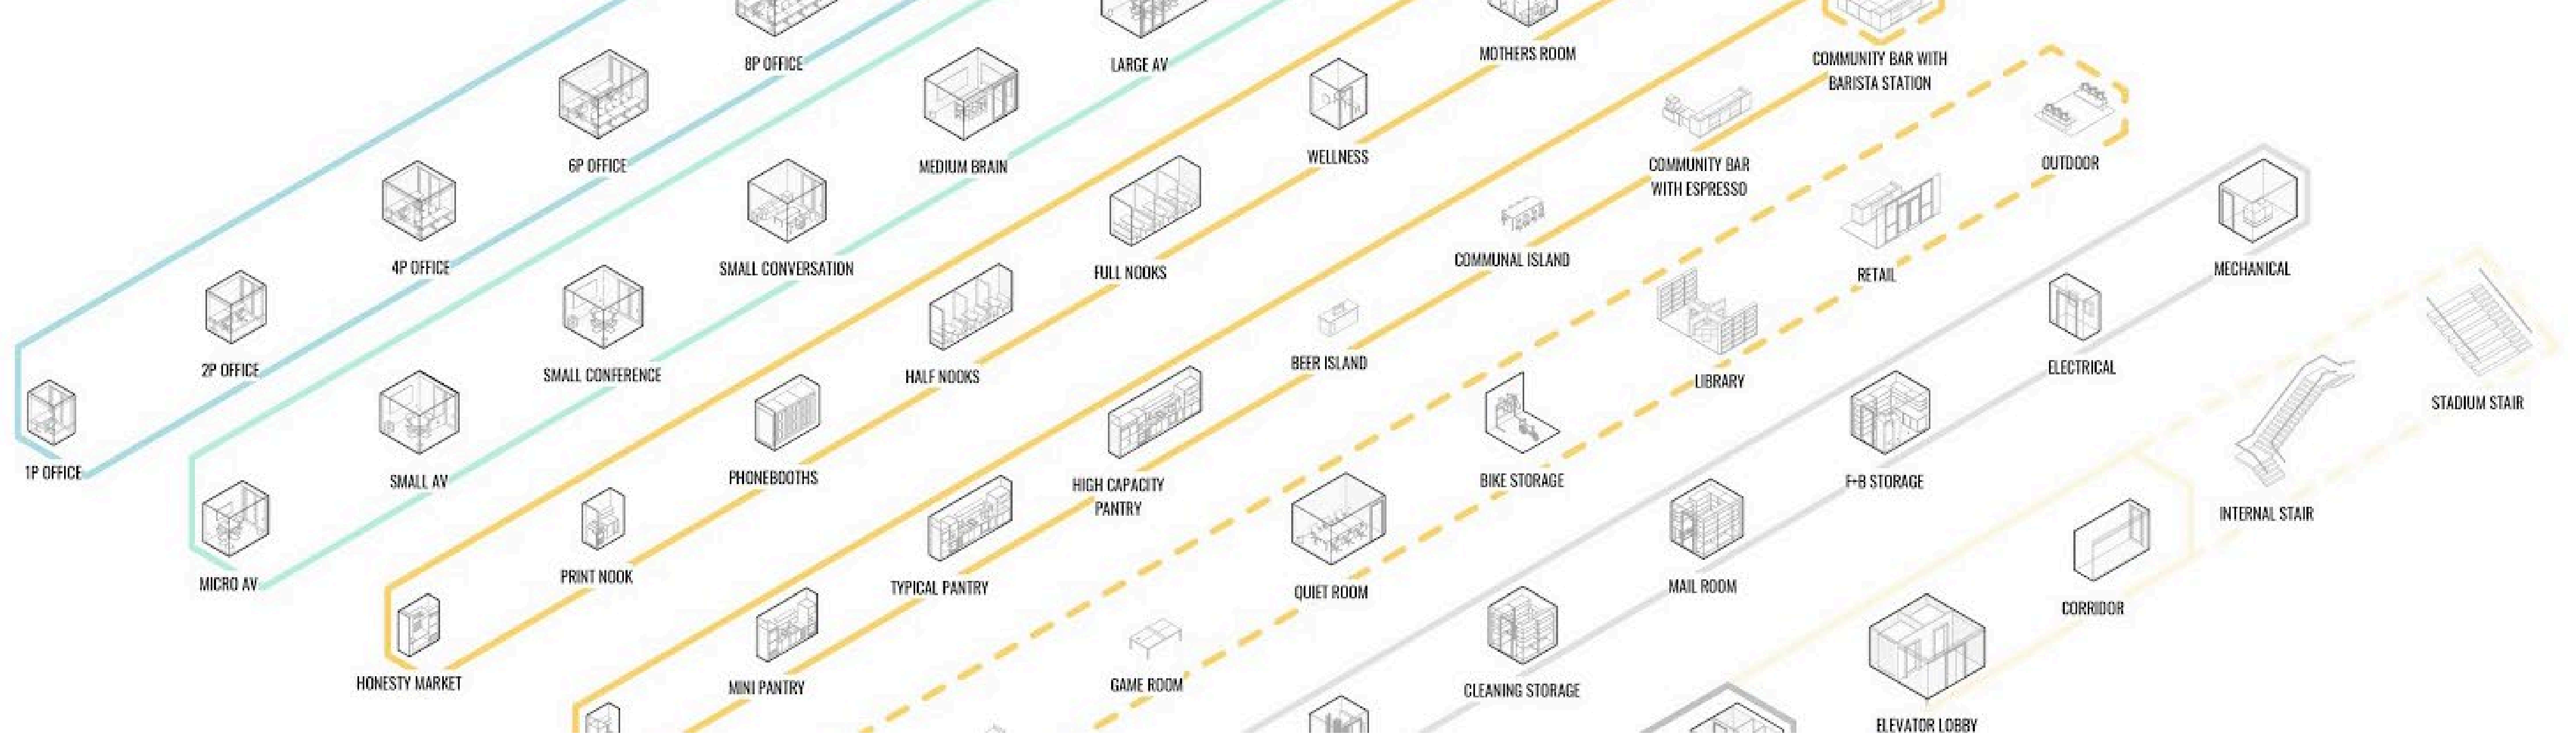 MOTHERS ROOM
COMMUNITY BAR WITH
BARISTA STATION
8P OFFICE
LARGE AV
6P OFFICE
MEDIUM BRAIN
WELLNESS
COMMUNITY BAR
WITH ESPRESSO
OUTDOOR
4P OFFICE
SMALL CONVERSATION
FULL NOOKS
COMMUNAL ISLAND
RETAIL
MECHANICAL
2P OFFICE
SMALL CONFERENCE
HALF NOOKS
BEER ISLAND
LIBRARY
ELECTRICAL
STADIUM STAIR
1P OFFICE
SMALL AV
PHONEBOOTHS
HIGH CAPACITY
PANTRY
BIKE STORAGE
F+B STORAGE
INTERNAL STAIR
MICRO AV
PRINT NOOK
TYPICAL PANTRY
QUIET ROOM
MAIL ROOM
CORRIDOR
HONESTY MARKET
MINI PANTRY
GAME ROOM
CLEANING STORAGE
ELEVATOR LOBBY